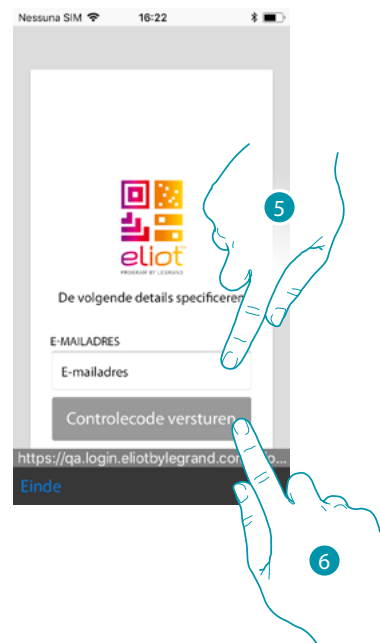 Nessuna SIM 16:22
eliot
PROGRAM BY LEGRAND
De volgende details specificeren
E-MAILADRES
E-mailadres
Controlecode versturen
https://qa.login.eliotbylegrand.com/
Einde
5
6